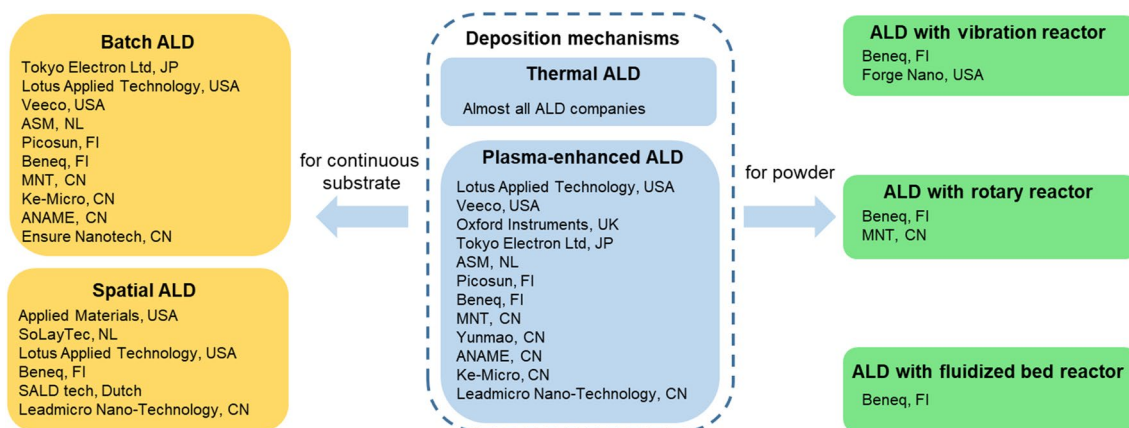 Batch ALD
Tokyo Electron Ltd, JP
Lotus Applied Technology, USA
Veeco, USA
ASM, NL
Picosun, FI
Beneq, FI
MNT, CN
Ke-Micro, CN
ANAME, CN
Ensure Nanotech, CN
Spatial ALD
Applied Materials, USA
SoLayTec, NL
Lotus Applied Technology, USA
Beneq, FI
SALD tech, Dutch
Leadmicro Nano-Technology, CN
for continuous
substrate
Deposition mechanisms
Thermal ALD
Almost all ALD companies
Plasma-enhanced ALD
Lotus Applied Technology, USA
Veeco, USA
Oxford Instruments, UK
Tokyo Electron Ltd, JP
ASM, NL
Picosun, FI
Beneq, FI
MNT, CN
Yunmao, CN
ANAME, CN
Ke-Micro, CN
Leadmicro Nano-Technology, CN
for powder
ALD with vibration reactor
Beneq, FI
Forge Nano, USA
ALD with rotary reactor
Beneq, FI
MNT, CN
ALD with fluidized bed reactor
Beneq, FI